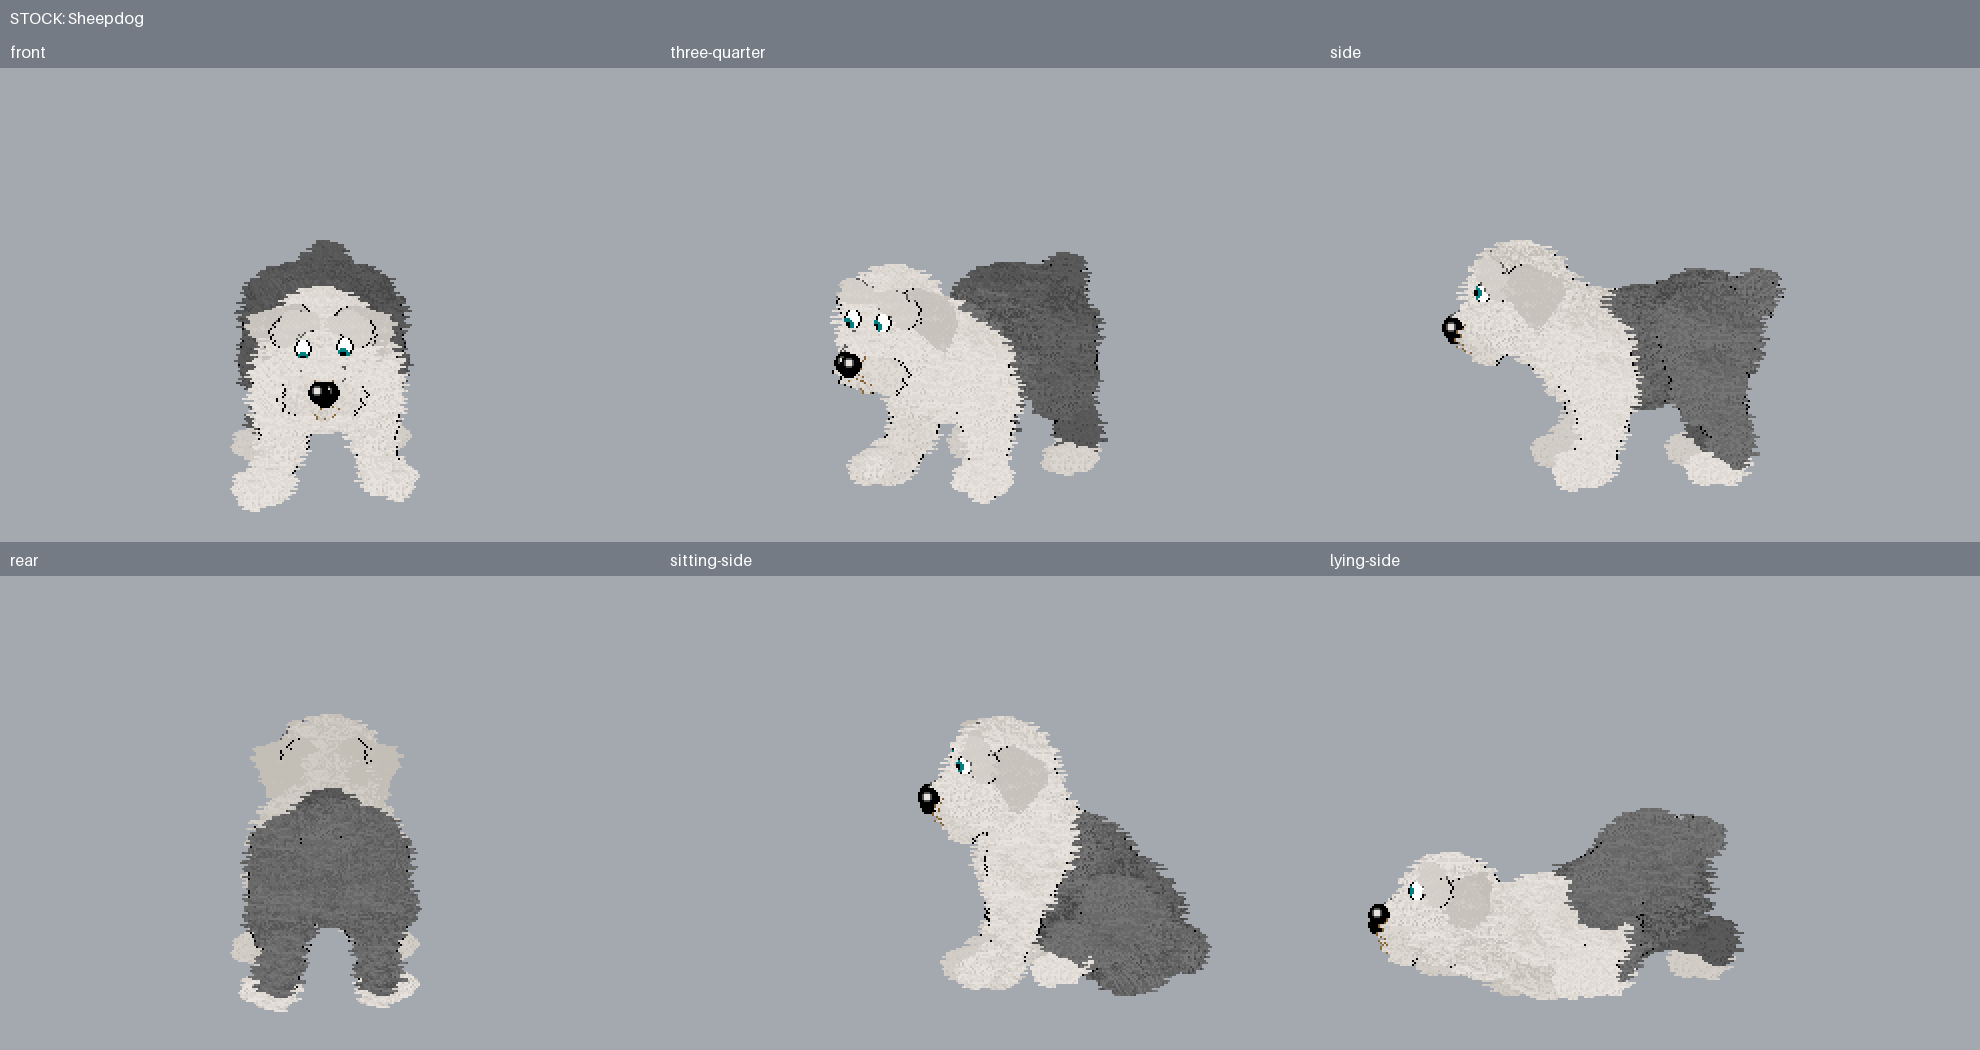 STOCK: Sheepdog
front
three-quarter
side
rear
sitting-side
lying-side